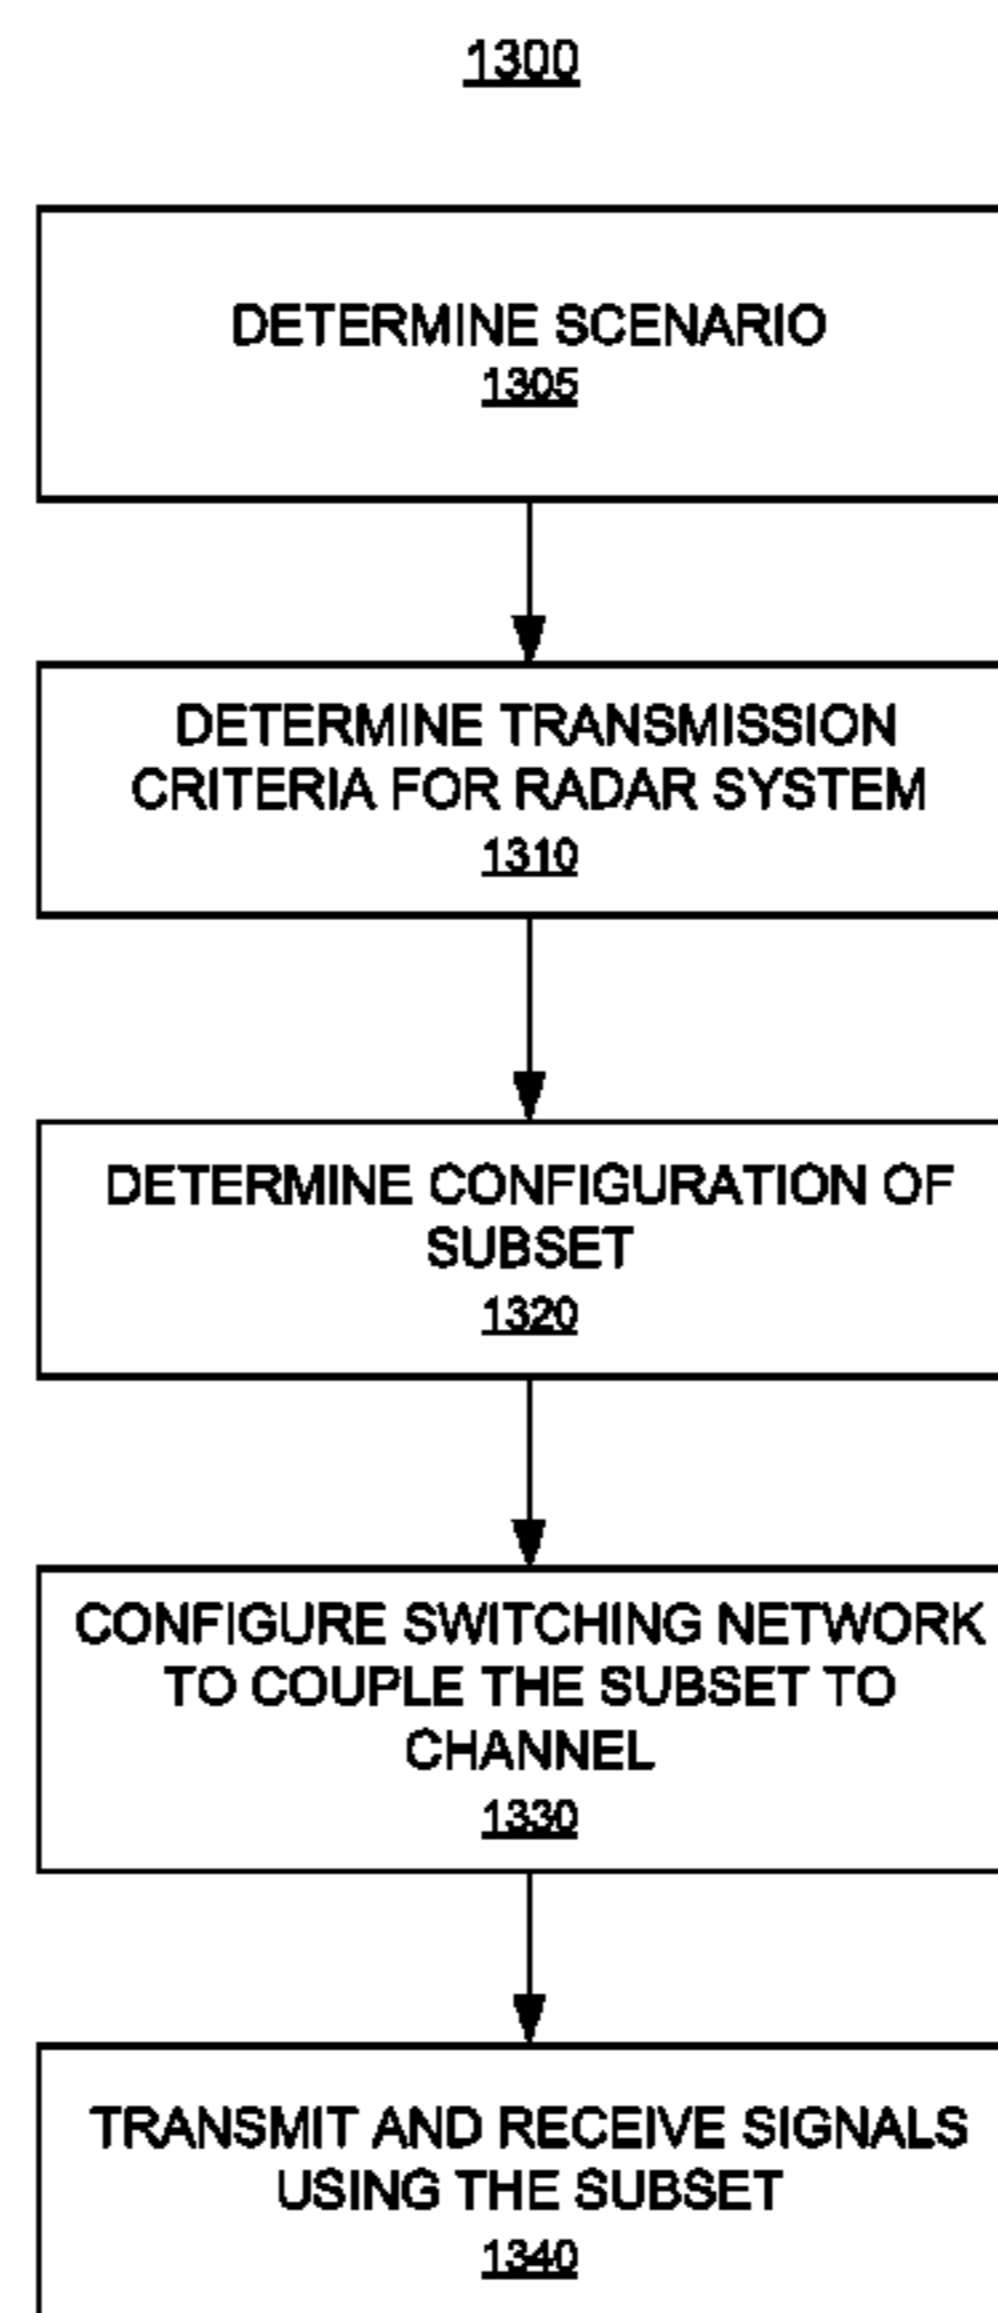 1300
DETERMINE SCENARIO
1305
DETERMINE TRANSMISSION
CRITERIA FOR RADAR SYSTEM
1310
DETERMINE CONFIGURATION OF
SUBSET
1320
CONFIGURE SWITCHING NETWORK
TO COUPLE THE SUBSET TO
CHANNEL
1330
TRANSMIT AND RECEIVE SIGNALS
USING THE SUBSET
1340